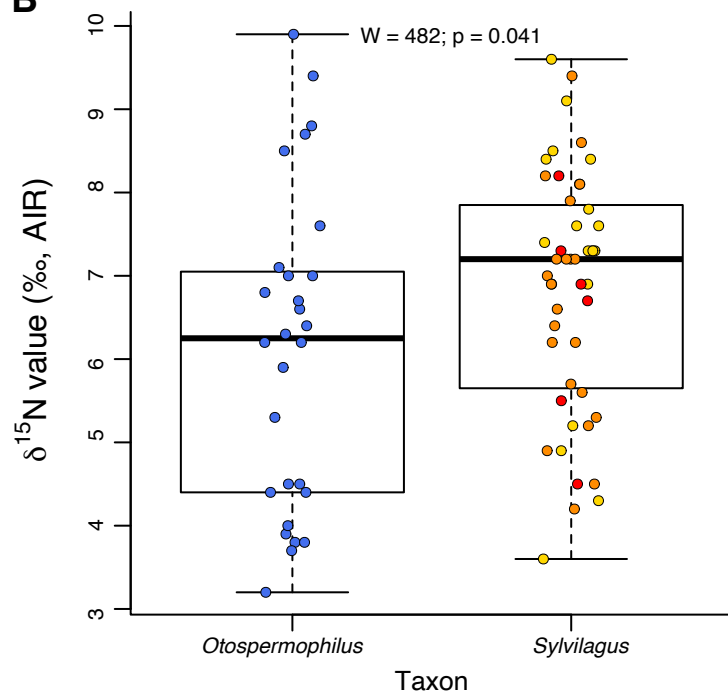 B
W = 482; p = 0.041
δ15N value (‰, AIR)
10
9
8
7
6
5
4
3
Otospermophilus
Sylvilagus
Taxon